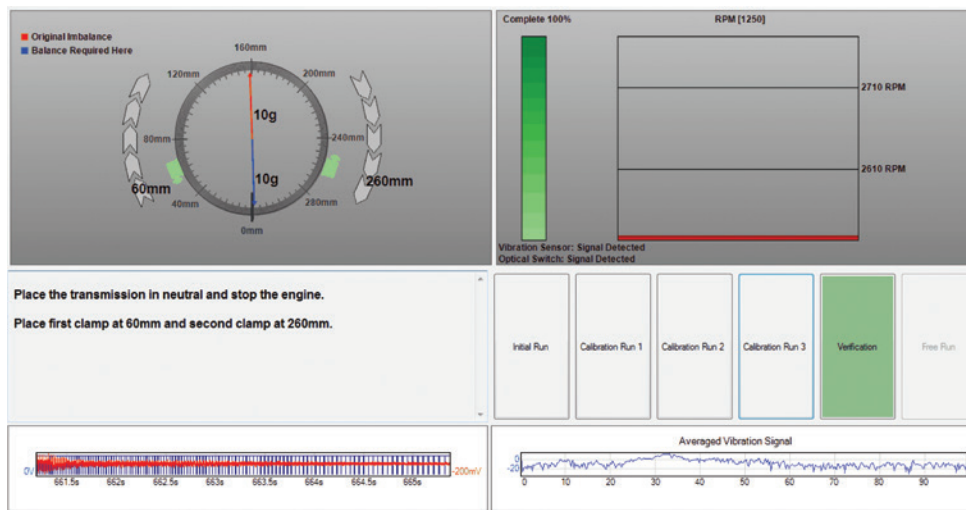 Original Imbalance
Balance Required Here
160mm
120mm
200mm
10g
80mm
240mm
60mm
10g
260mm
40mm
280mm
0mm
Complete 100%
RPM [1250]
2710 RPM
2610 RPM
Vibration Sensor: Signal Detected
Optical Switch: Signal Detected
Place the transmission in neutral and stop the engine.
Place first clamp at 60mm and second clamp at 260mm.
Initial Run
Calibration Run 1
Calibration Run 2
Calibration Run 3
Verification
Free Run
0V
-200mV
661.5s 662s 662.5s 663s 663.5s 664s 664.5s 665s
Averaged Vibration Signal
0
-20
0 10 20 30 40 50 60 70 80 90